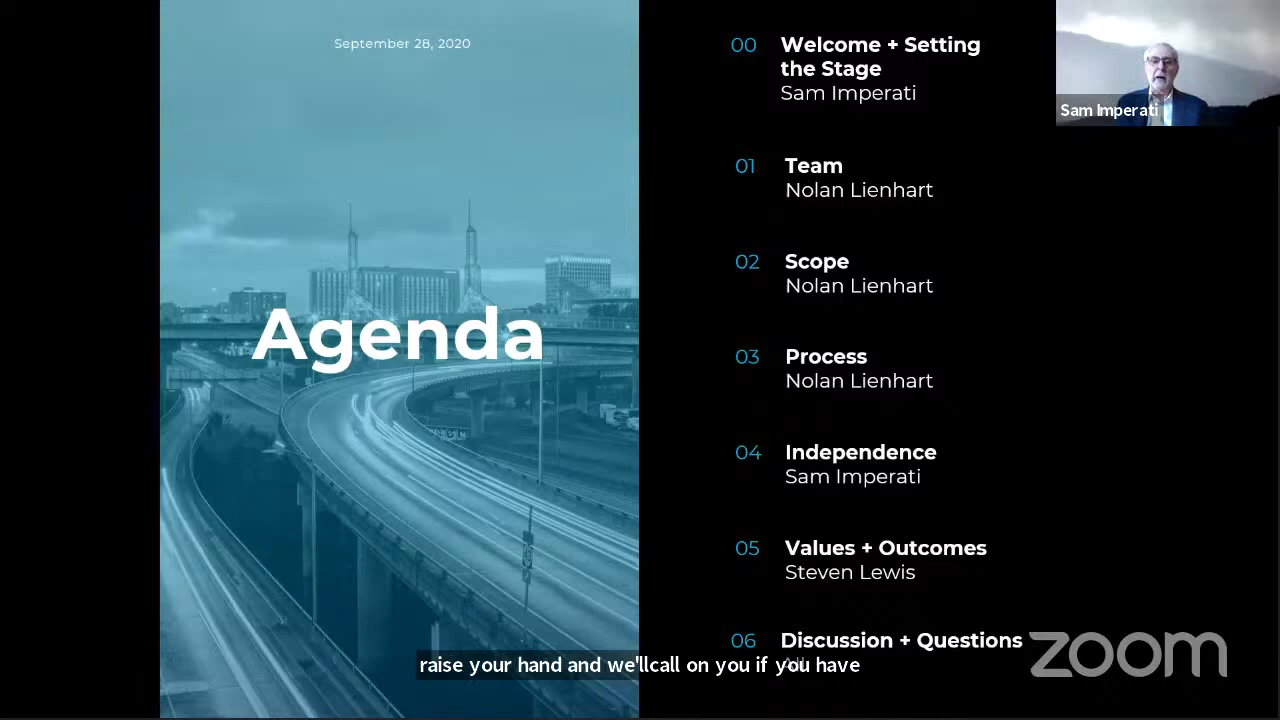 September 28, 2020
Agenda
00 Welcome + Setting
the Stage
Sam Imperati
01 Team
Nolan Lienhart
02 Scope
Nolan Lienhart
03 Process
Nolan Lienhart
04 Independence
Sam Imperati
05 Values + Outcomes
Steven Lewis
06 Discussion + Questions
raise your hand and we'llcall on you if you have
Sam Imperati
zoom